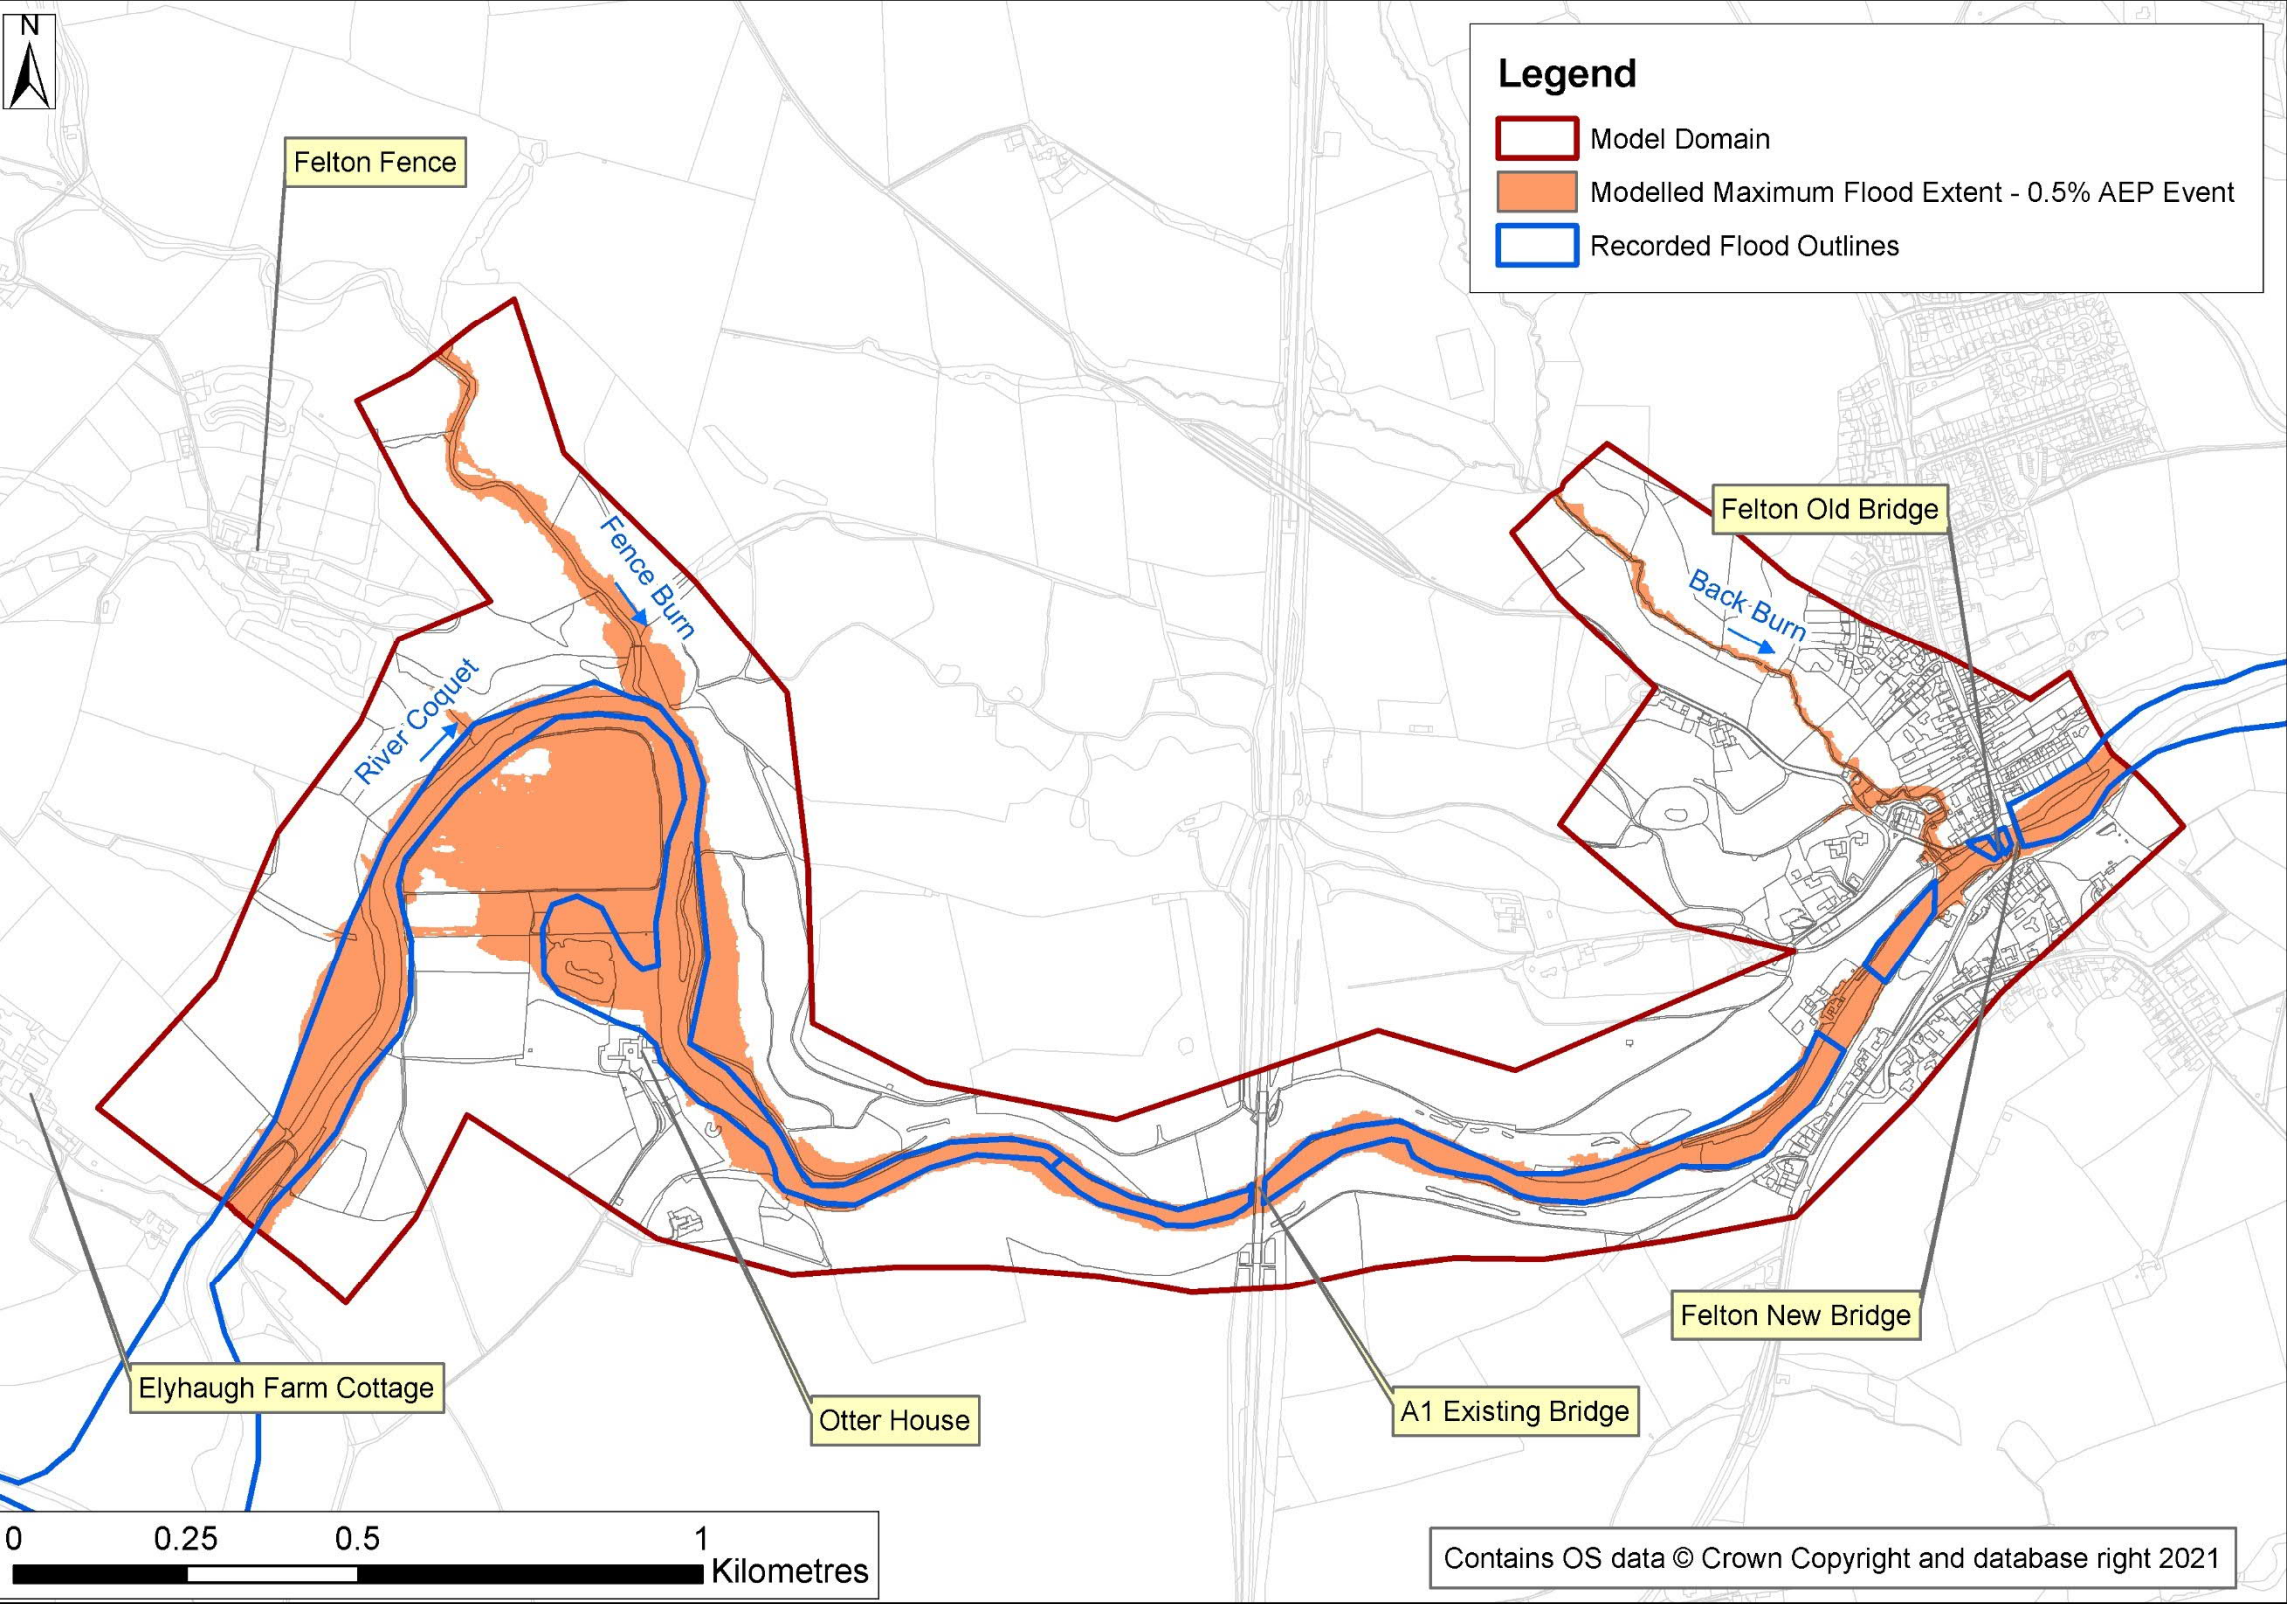 N
Legend
Model Domain
Modelled Maximum Flood Extent - 0.5% AEP Event
Recorded Flood Outlines
Felton Fence
Felton Old Bridge
Fence Burn
Back Burn
River Coquet
Felton New Bridge
Elyhaugh Farm Cottage
Otter House
A1 Existing Bridge
0 0.25 0.5 1
Kilometres
Contains OS data © Crown Copyright and database right 2021